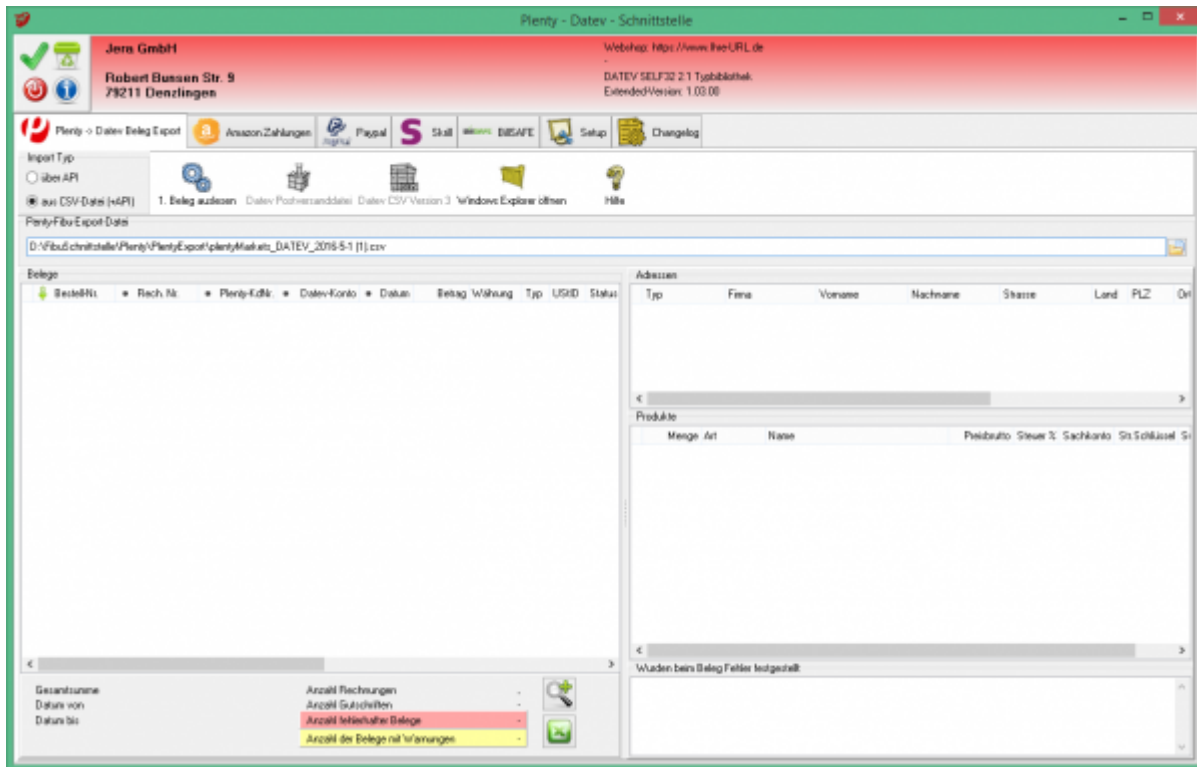 Plenty - Datev - Schnittstelle
Jera GmbH
Robert Bunsen Str. 9
79211 Denzlingen
Webshop: https://www.Ihre-URL.de
-
DATEV SELF32 2.1 Typbibliothek
Extended-Version: 1.03.00
Plenty -> Datev Beleg Export
Amazon Zahlungen
Paypal
Skrill
BillSAFE
Setup
Changelog
Import Typ
über API
aus CSV-Datei (+API)
1. Beleg auslesen
Datev Postversanddatei
Datev CSV Version 3
Windows Explorer öffnen
Hilfe
Plenty-Fibu-Export-Datei
D:\FibuSchnittstelle\Plenty\PlentyExport\plentyMarkets_DATEV_2016-5-1 (1).csv
Belege
Bestell-Nr. Rech. Nr. Plenty-KdNr. Datev-Konto Datum Betrag Währung Typ UStID Status
Adressen
Typ Firma Vorname Nachname Strasse Land PLZ Ort
Produkte
Menge Art Name Preisbrutto Steuer % Sachkonto Str.Schlüssel
Wurden beim Beleg Fehler festgestellt
Gesamtsumme
Datum von
Datum bis
Anzahl Rechnungen -
Anzahl Gutschriften -
Anzahl fehlerhafter Belege -
Anzahl der Belege mit Warnungen -